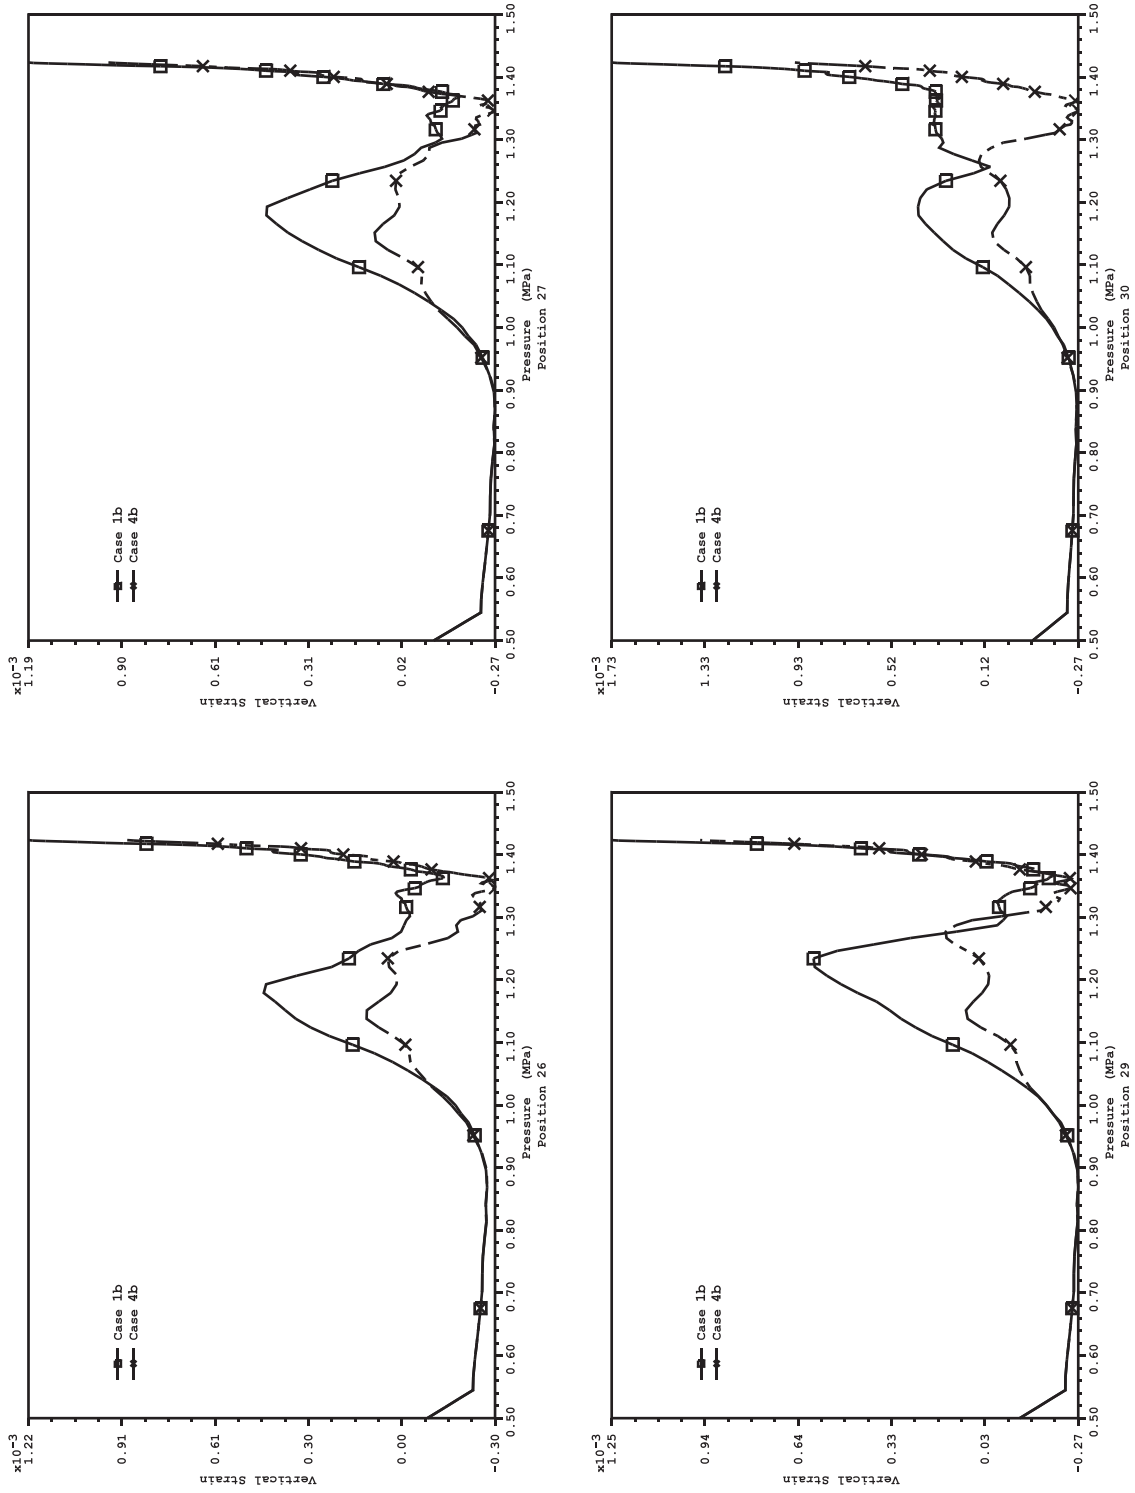 ×10⁻³
1.22
0.91
0.61
0.30
0.00
-0.30
Vertical Strain
Case 1b
Case 4b
0.50 0.60 0.70 0.80 0.90 1.00 1.10 1.20 1.30 1.40 1.50
Pressure (MPa)
Position 26
×10⁻³
1.19
0.90
0.61
0.31
0.02
-0.27
Vertical Strain
Case 1b
Case 4b
0.50 0.60 0.70 0.80 0.90 1.00 1.10 1.20 1.30 1.40 1.50
Pressure (MPa)
Position 27
×10⁻³
1.25
0.94
0.64
0.33
0.03
-0.27
Vertical Strain
Case 1b
Case 4b
0.50 0.60 0.70 0.80 0.90 1.00 1.10 1.20 1.30 1.40 1.50
Pressure (MPa)
Position 29
×10⁻³
1.73
1.33
0.93
0.52
0.12
-0.27
Vertical Strain
Case 1b
Case 4b
0.50 0.60 0.70 0.80 0.90 1.00 1.10 1.20 1.30 1.40 1.50
Pressure (MPa)
Position 30